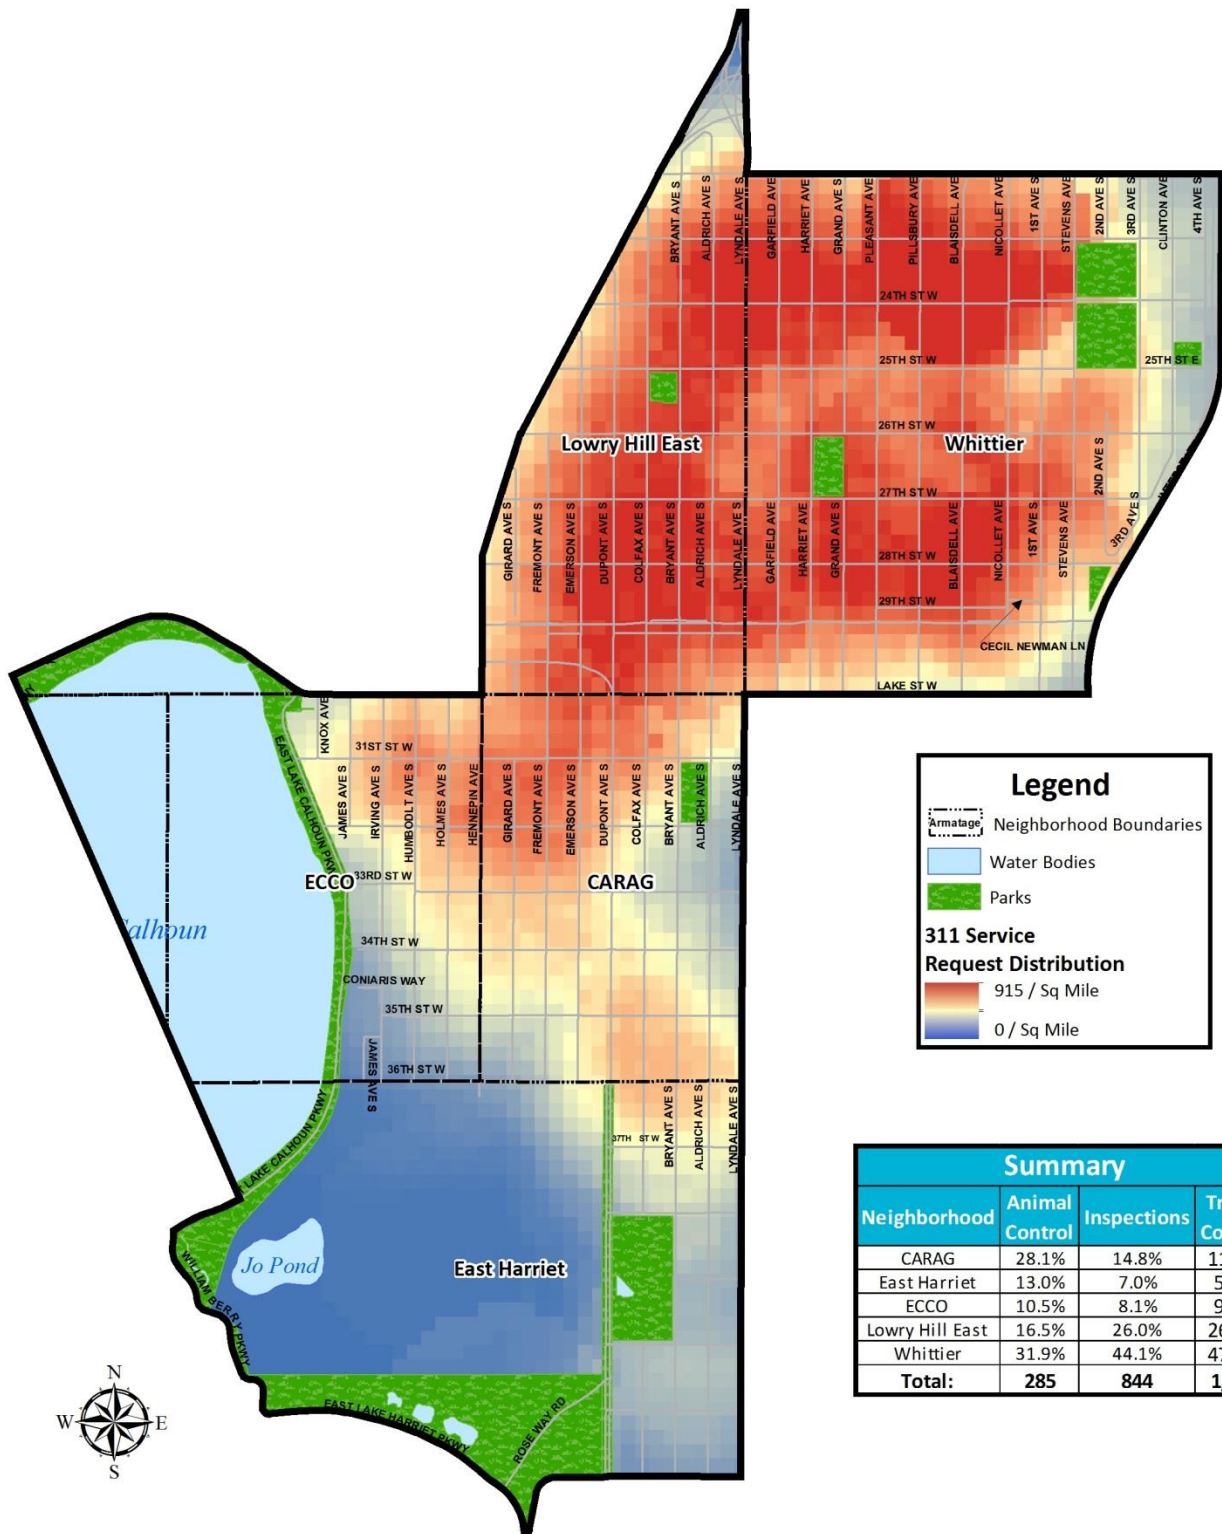 BRYANT AVE S
ALDRICH AVE S
LYNDALE AVE S
GARFIELD AVE
HARRIET AVE
GRAND AVE S
PLEASANT AVE
PILLSBURY AVE
BLAISDELL AVE
NICOLLET AVE
1ST AVE S
STEVENS AVE
2ND AVE S
3RD AVE S
CLINTON AVE
4TH AVE S
24TH ST W
25TH ST W
25TH ST E
26TH ST W
Lowry Hill East
Whittier
2ND AVE S
27TH ST W
3RD AVE S
GIRARD AVE S
FREMONT AVE S
EMERSON AVE S
DUPONT AVE S
COLFAX AVE S
BRYANT AVE S
ALDRICH AVE S
LYNDALE AVE S
GARFIELD AVE
HARRIET AVE
GRAND AVE S
BLAISDELL AVE
NICOLLET AVE
1ST AVE S
STEVENS AVE
28TH ST W
29TH ST W
CECIL NEWMAN LN
LAKE ST W
KNOX AVE
31ST ST W
EAST LAKE CALHOUN PKWY
JAMES AVE S
IRVING AVE S
HUMBODLT AVE S
HOLMES AVE S
HENNEPIN AVE
GIRARD AVE S
FREMONT AVE S
EMERSON AVE S
DUPONT AVE S
COLFAX AVE S
BRYANT AVE S
ALDRICH AVE S
LYNDALE AVE S
33RD ST W
ECCO
CARAG
alhoun
34TH ST W
CONIARIS WAY
35TH ST W
JAMES AVE S
36TH ST W
LAKE CALHOUN PKWY
37TH ST W
BRYANT AVE S
ALDRICH AVE S
LYNDALE AVE S
Jo Pond
East Harriet
WILLIAM BERRY PKWY
EAST LAKE HARRIET PKWY
ROSE WAY RD
N
W E
S
Legend
Armatage Neighborhood Boundaries
Water Bodies
Parks
311 Service
Request Distribution
915 / Sq Mile
0 / Sq Mile
Summary
Neighborhood Animal Control Inspections Tr Co
CARAG 28.1% 14.8% 11
East Harriet 13.0% 7.0% 5
ECCO 10.5% 8.1% 9
Lowry Hill East 16.5% 26.0% 26
Whittier 31.9% 44.1% 47
Total: 285 844 1